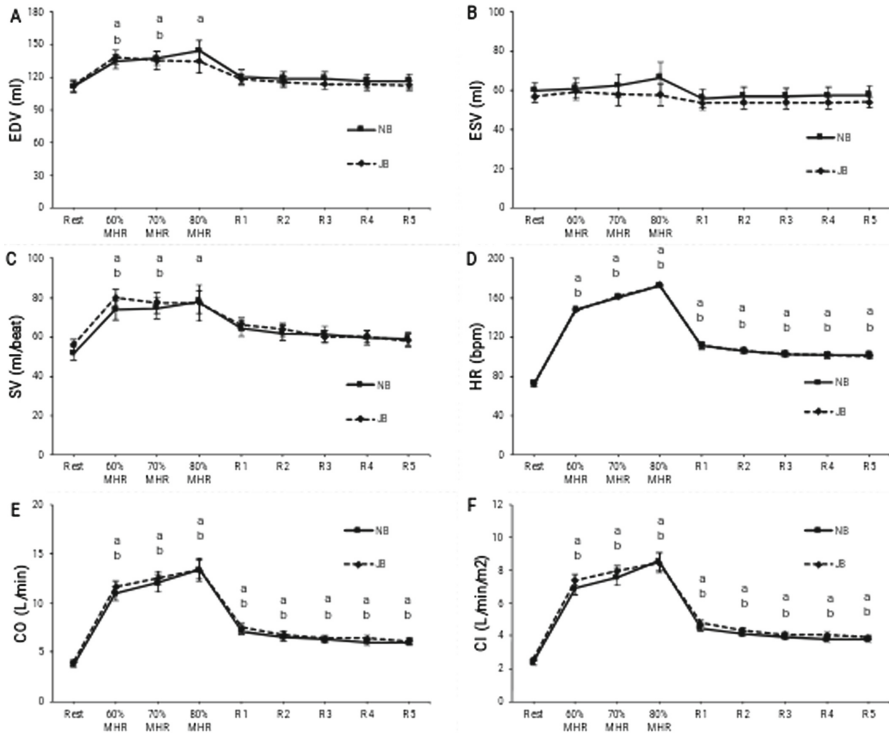 A
EDV (ml)
180
150
120
90
60
30
0
a
b
a
b
a
NB
JB
Rest 60% MHR 70% MHR 80% MHR R1 R2 R3 R4 R5
B
ESV (ml)
100
80
60
40
20
0
NB
JB
Rest 60% MHR 70% MHR 80% MHR R1 R2 R3 R4 R5
C
SV (ml/beat)
100
80
60
40
20
0
a
b
a
b
a
NB
JB
Rest 60% MHR 70% MHR 80% MHR R1 R2 R3 R4 R5
D
HR (bpm)
200
160
120
80
40
0
a
b
a
b
a
b
a
b
a
b
a
b
a
b
a
b
NB
JB
Rest 60% MHR 70% MHR 80% MHR R1 R2 R3 R4 R5
E
CO (L/min)
20
15
10
5
0
a
b
a
b
a
b
a
b
a
b
a
b
a
b
a
b
NB
JB
Rest 60% MHR 70% MHR 80% MHR R1 R2 R3 R4 R5
F
CI (L/min/m2)
12
10
8
6
4
2
0
a
b
a
b
a
b
a
b
a
b
a
b
a
b
a
b
NB
JB
Rest 60% MHR 70% MHR 80% MHR R1 R2 R3 R4 R5